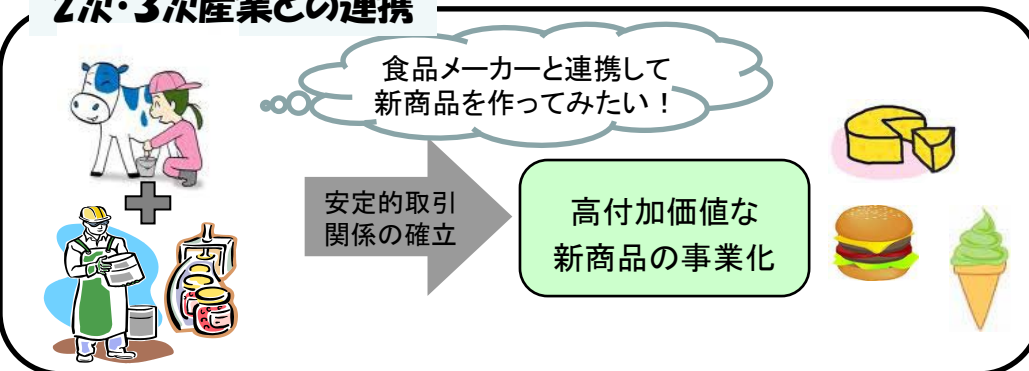 2次・3次産業との連携
食品メーカーと連携して
新商品を作ってみたい！
安定的取引
関係の確立
高付加価値な
新商品の事業化